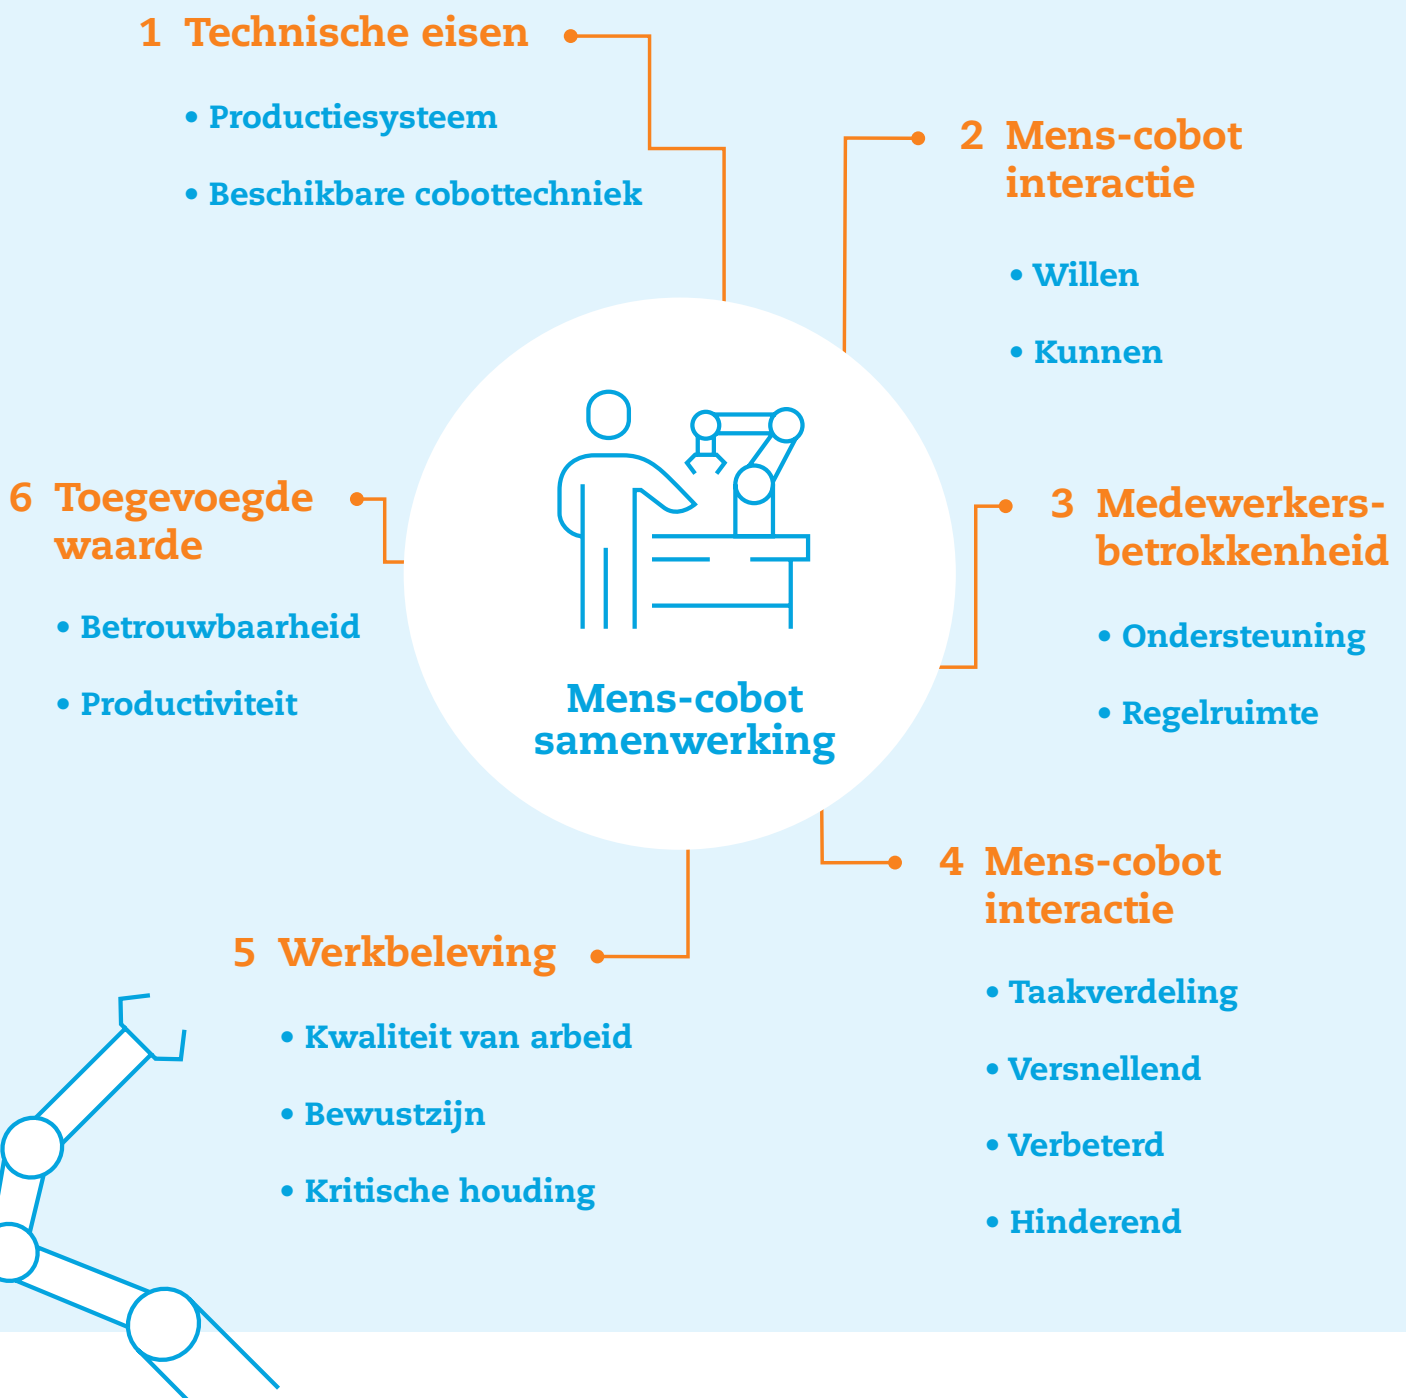 1 Technische eisen
• Productiesysteem
• Beschikbare cobottechniek
2 Mens-cobot
interactie
• Willen
• Kunnen
3 Medewerkers-
betrokkenheid
• Ondersteuning
• Regelruimte
4 Mens-cobot
interactie
• Taakverdeling
• Versnellend
• Verbeterd
• Hinderend
5 Werkbeleving
• Kwaliteit van arbeid
• Bewustzijn
• Kritische houding
6 Toegevoegde
waarde
• Betrouwbaarheid
• Productiviteit
Mens-cobot
samenwerking